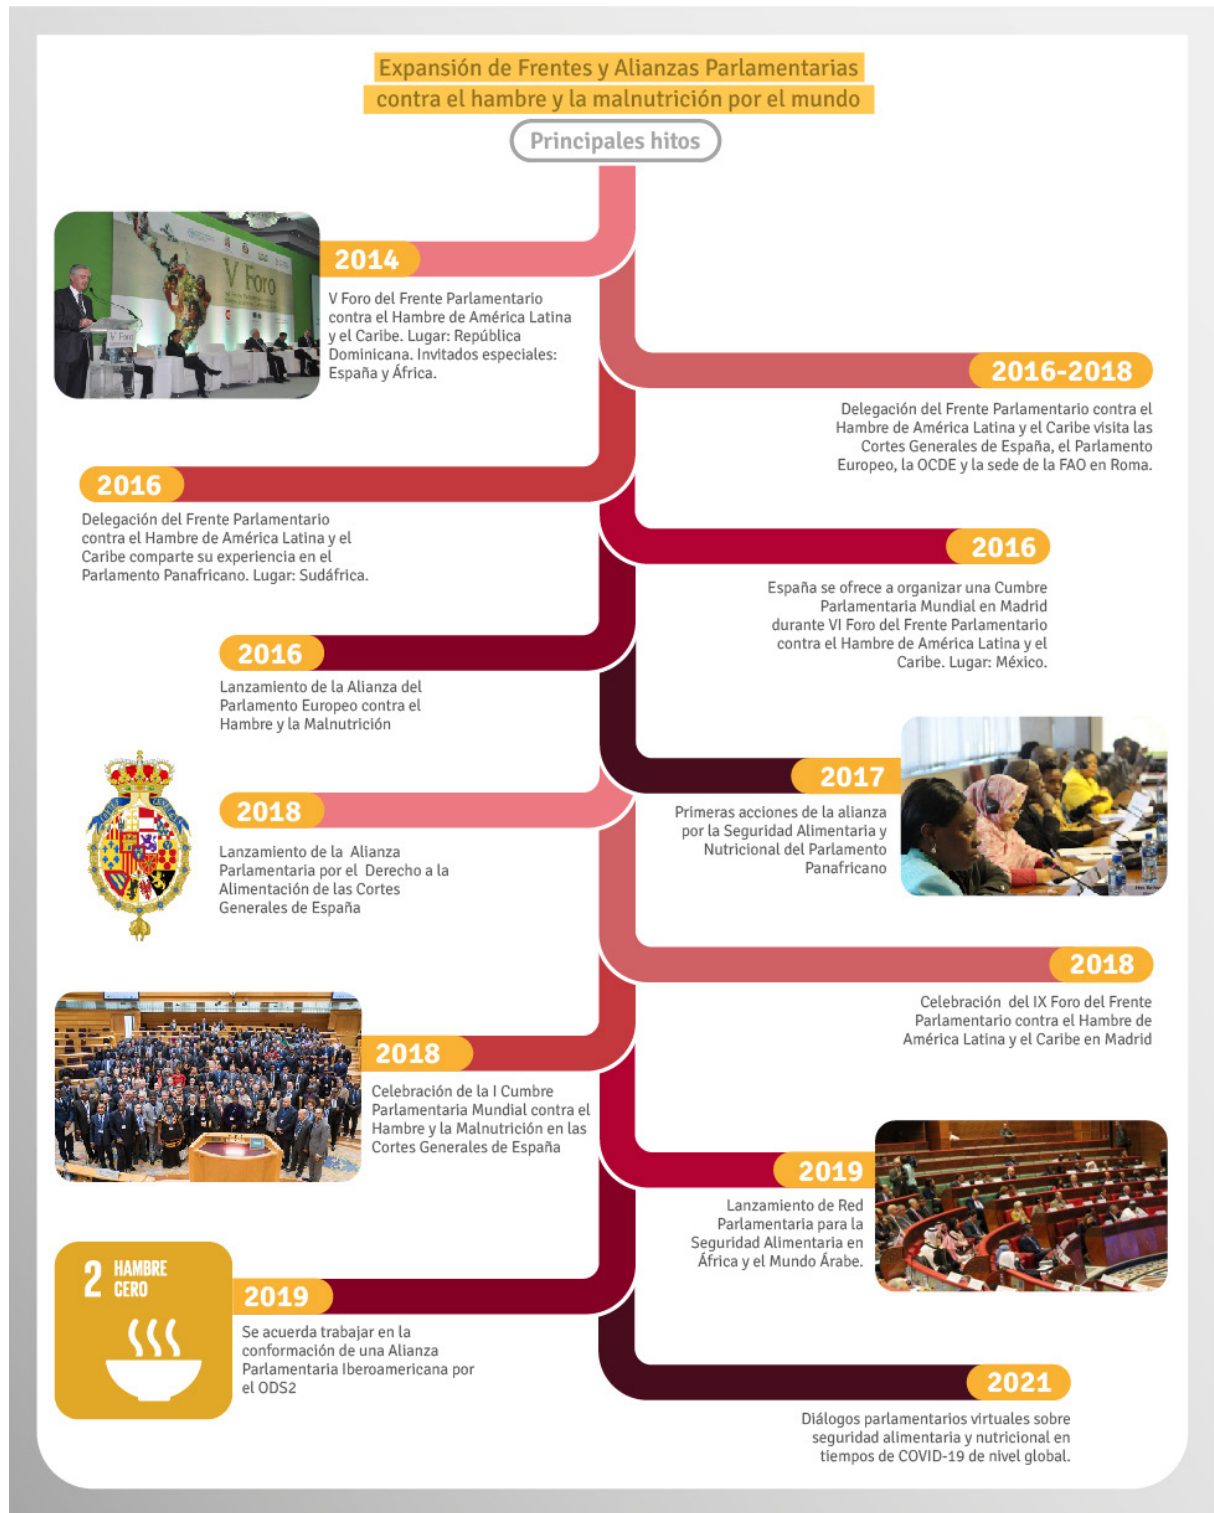 Expansión de Frentes y Alianzas Parlamentarias
contra el hambre y la malnutrición por el mundo
Principales hitos
V Foro
V Foro
2014
V Foro del Frente Parlamentario
contra el Hambre de América Latina
y el Caribe. Lugar: República
Dominicana. Invitados especiales:
España y África.
2016-2018
Delegación del Frente Parlamentario contra el
Hambre de América Latina y el Caribe visita las
Cortes Generales de España, el Parlamento
Europeo, la OCDE y la sede de la FAO en Roma.
2016
Delegación del Frente Parlamentario
contra el Hambre de América Latina y el
Caribe comparte su experiencia en el
Parlamento Panafricano. Lugar: Sudáfrica.
2016
España se ofrece a organizar una Cumbre
Parlamentaria Mundial en Madrid
durante VI Foro del Frente Parlamentario
contra el Hambre de América Latina y el
Caribe. Lugar: México.
2016
Lanzamiento de la Alianza del
Parlamento Europeo contra el
Hambre y la Malnutrición
2017
Primeras acciones de la alianza
por la Seguridad Alimentaria y
Nutricional del Parlamento
Panafricano
2018
Lanzamiento de la Alianza
Parlamentaria por el Derecho a la
Alimentación de las Cortes
Generales de España
2018
Celebración del IX Foro del Frente
Parlamentario contra el Hambre de
América Latina y el Caribe en Madrid
2018
Celebración de la I Cumbre
Parlamentaria Mundial contra el
Hambre y la Malnutrición en las
Cortes Generales de España
2019
Lanzamiento de Red
Parlamentaria para la
Seguridad Alimentaria en
África y el Mundo Árabe.
2 HAMBRE
CERO
2019
Se acuerda trabajar en la
conformación de una Alianza
Parlamentaria Iberoamericana por
el ODS2
2021
Diálogos parlamentarios virtuales sobre
seguridad alimentaria y nutricional en
tiempos de COVID-19 de nivel global.